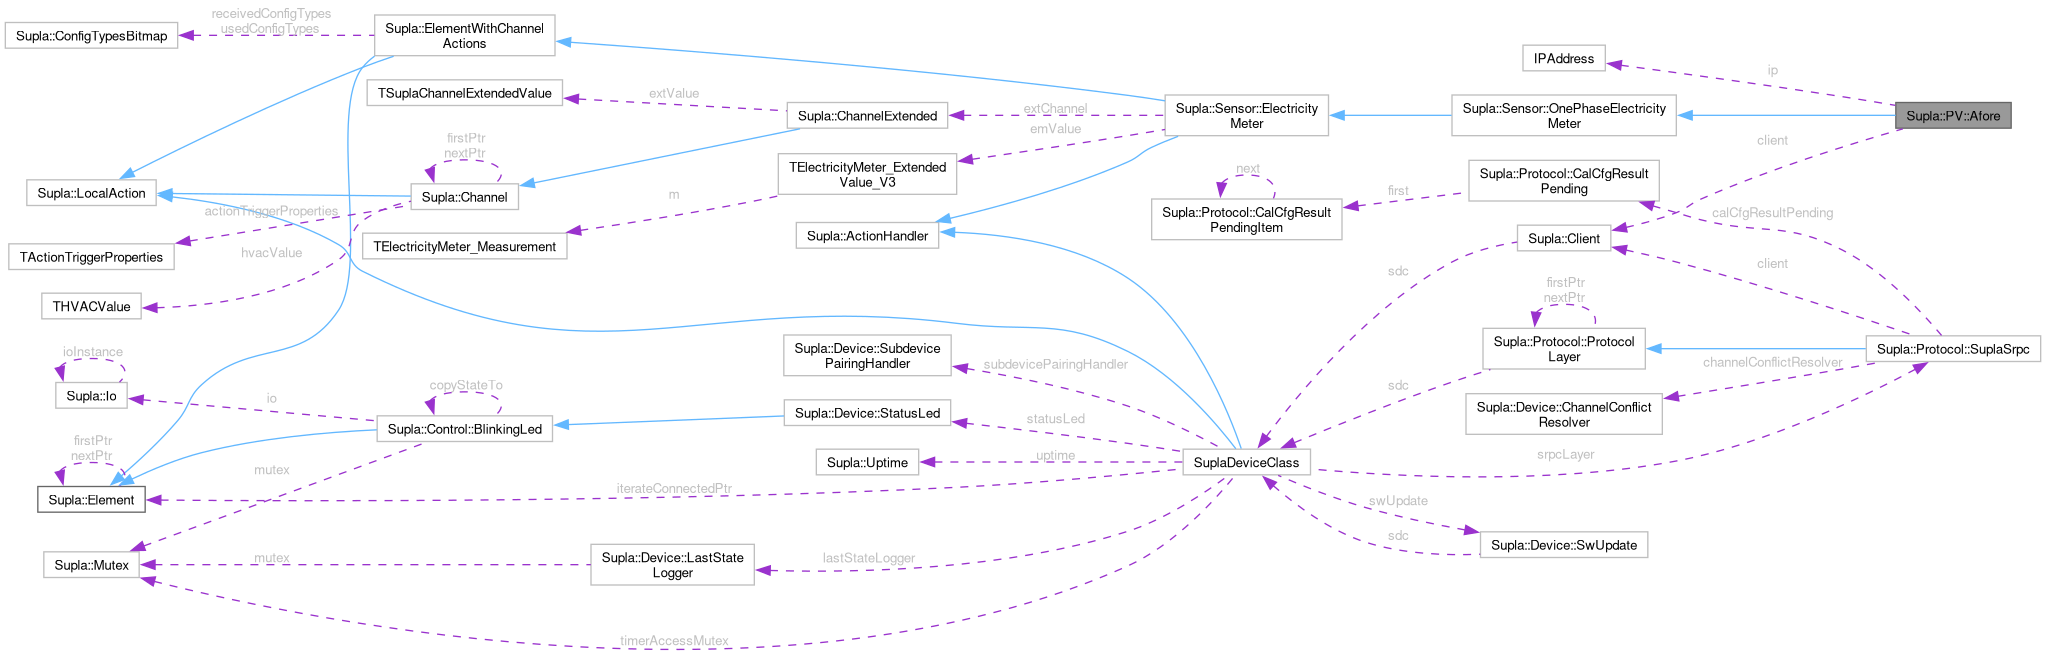 receivedConfigTypes
usedConfigTypes
Supla::ConfigTypesBitmap
Supla::ElementWithChannel
Actions
IPAddress
ip
TSuplaChannelExtendedValue
extValue
Supla::ChannelExtended
extChannel
emValue
Supla::Sensor::Electricity
Meter
Supla::Sensor::OnePhaseElectricity
Meter
Supla::PV::Afore
client
firstPtr
nextPtr
Supla::LocalAction
Supla::Channel
TElectricityMeter_Extended
Value_V3
m
next
first
Supla::Protocol::CalCfgResult
Pending
Supla::Protocol::CalCfgResult
PendingItem
calCfgResultPending
actionTriggerProperties
TActionTriggerProperties
hvacValue
TElectricityMeter_Measurement
Supla::ActionHandler
Supla::Client
sdc
client
THVACValue
firstPtr
nextPtr
Supla::Protocol::Protocol
Layer
Supla::Protocol::SuplaSrpc
ioInstance
Supla::Io
io
copyStateTo
Supla::Device::Subdevice
PairingHandler
subdevicePairingHandler
sdc
channelConflictResolver
Supla::Device::ChannelConflict
Resolver
Supla::Control::BlinkingLed
Supla::Device::StatusLed
statusLed
firstPtr
nextPtr
Supla::Element
mutex
Supla::Uptime
uptime
SuplaDeviceClass
srpcLayer
iterateConnectedPtr
swUpdate
sdc
Supla::Device::SwUpdate
Supla::Mutex
mutex
Supla::Device::LastState
Logger
lastStateLogger
timerAccessMutex